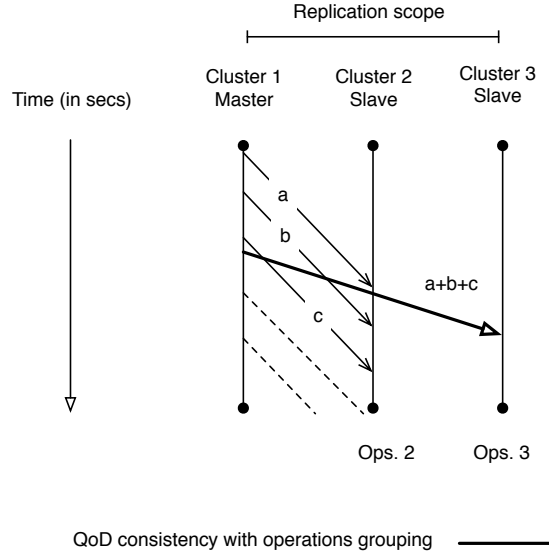 Replication scope
Cluster 1
Master
Cluster 2
Slave
Cluster 3
Slave
Time (in secs)
a
b
a+b+c
c
Ops. 2
Ops. 3
QoD consistency with operations grouping